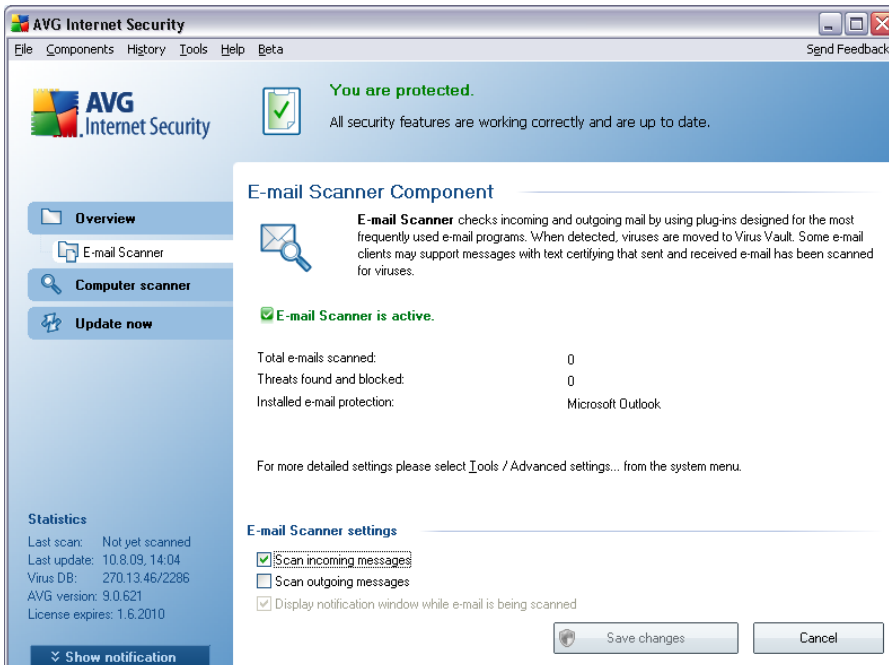 AVG Internet Security
File Components History Tools Help Beta Send Feedback
AVG
Internet Security
You are protected.
All security features are working correctly and are up to date.
Overview
E-mail Scanner
Computer scanner
Update now
E-mail Scanner Component
E-mail Scanner checks incoming and outgoing mail by using plug-ins designed for the most
frequently used e-mail programs. When detected, viruses are moved to Virus Vault. Some e-mail
clients may support messages with text certifying that sent and received e-mail has been scanned
for viruses.
E-mail Scanner is active.
Total e-mails scanned: 0
Threats found and blocked: 0
Installed e-mail protection: Microsoft Outlook
For more detailed settings please select Tools / Advanced settings... from the system menu.
Statistics
Last scan: Not yet scanned
Last update: 10.8.09, 14:04
Virus DB: 270.13.46/2286
AVG version: 9.0.621
License expires: 1.6.2010
Show notification
E-mail Scanner settings
Scan incoming messages
Scan outgoing messages
Display notification window while e-mail is being scanned
Save changes
Cancel